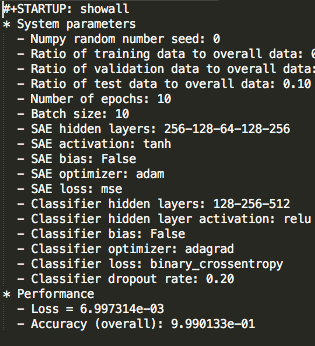 #+STARTUP: showall
* System parameters
- Numpy random number seed: 0
- Ratio of training data to overall data:
- Ratio of validation data to overall data:
- Ratio of test data to overall data: 0.10
- Number of epochs: 10
- Batch size: 10
- SAE hidden layers: 256-128-64-128-256
- SAE activation: tanh
- SAE bias: False
- SAE optimizer: adam
- SAE loss: mse
- Classifier hidden layers: 128-256-512
- Classifier hidden layer activation: relu
- Classifier bias: False
- Classifier optimizer: adagrad
- Classifier loss: binary_crossentropy
- Classifier dropout rate: 0.20
* Performance
- Loss = 6.997314e-03
- Accuracy (overall): 9.990133e-01